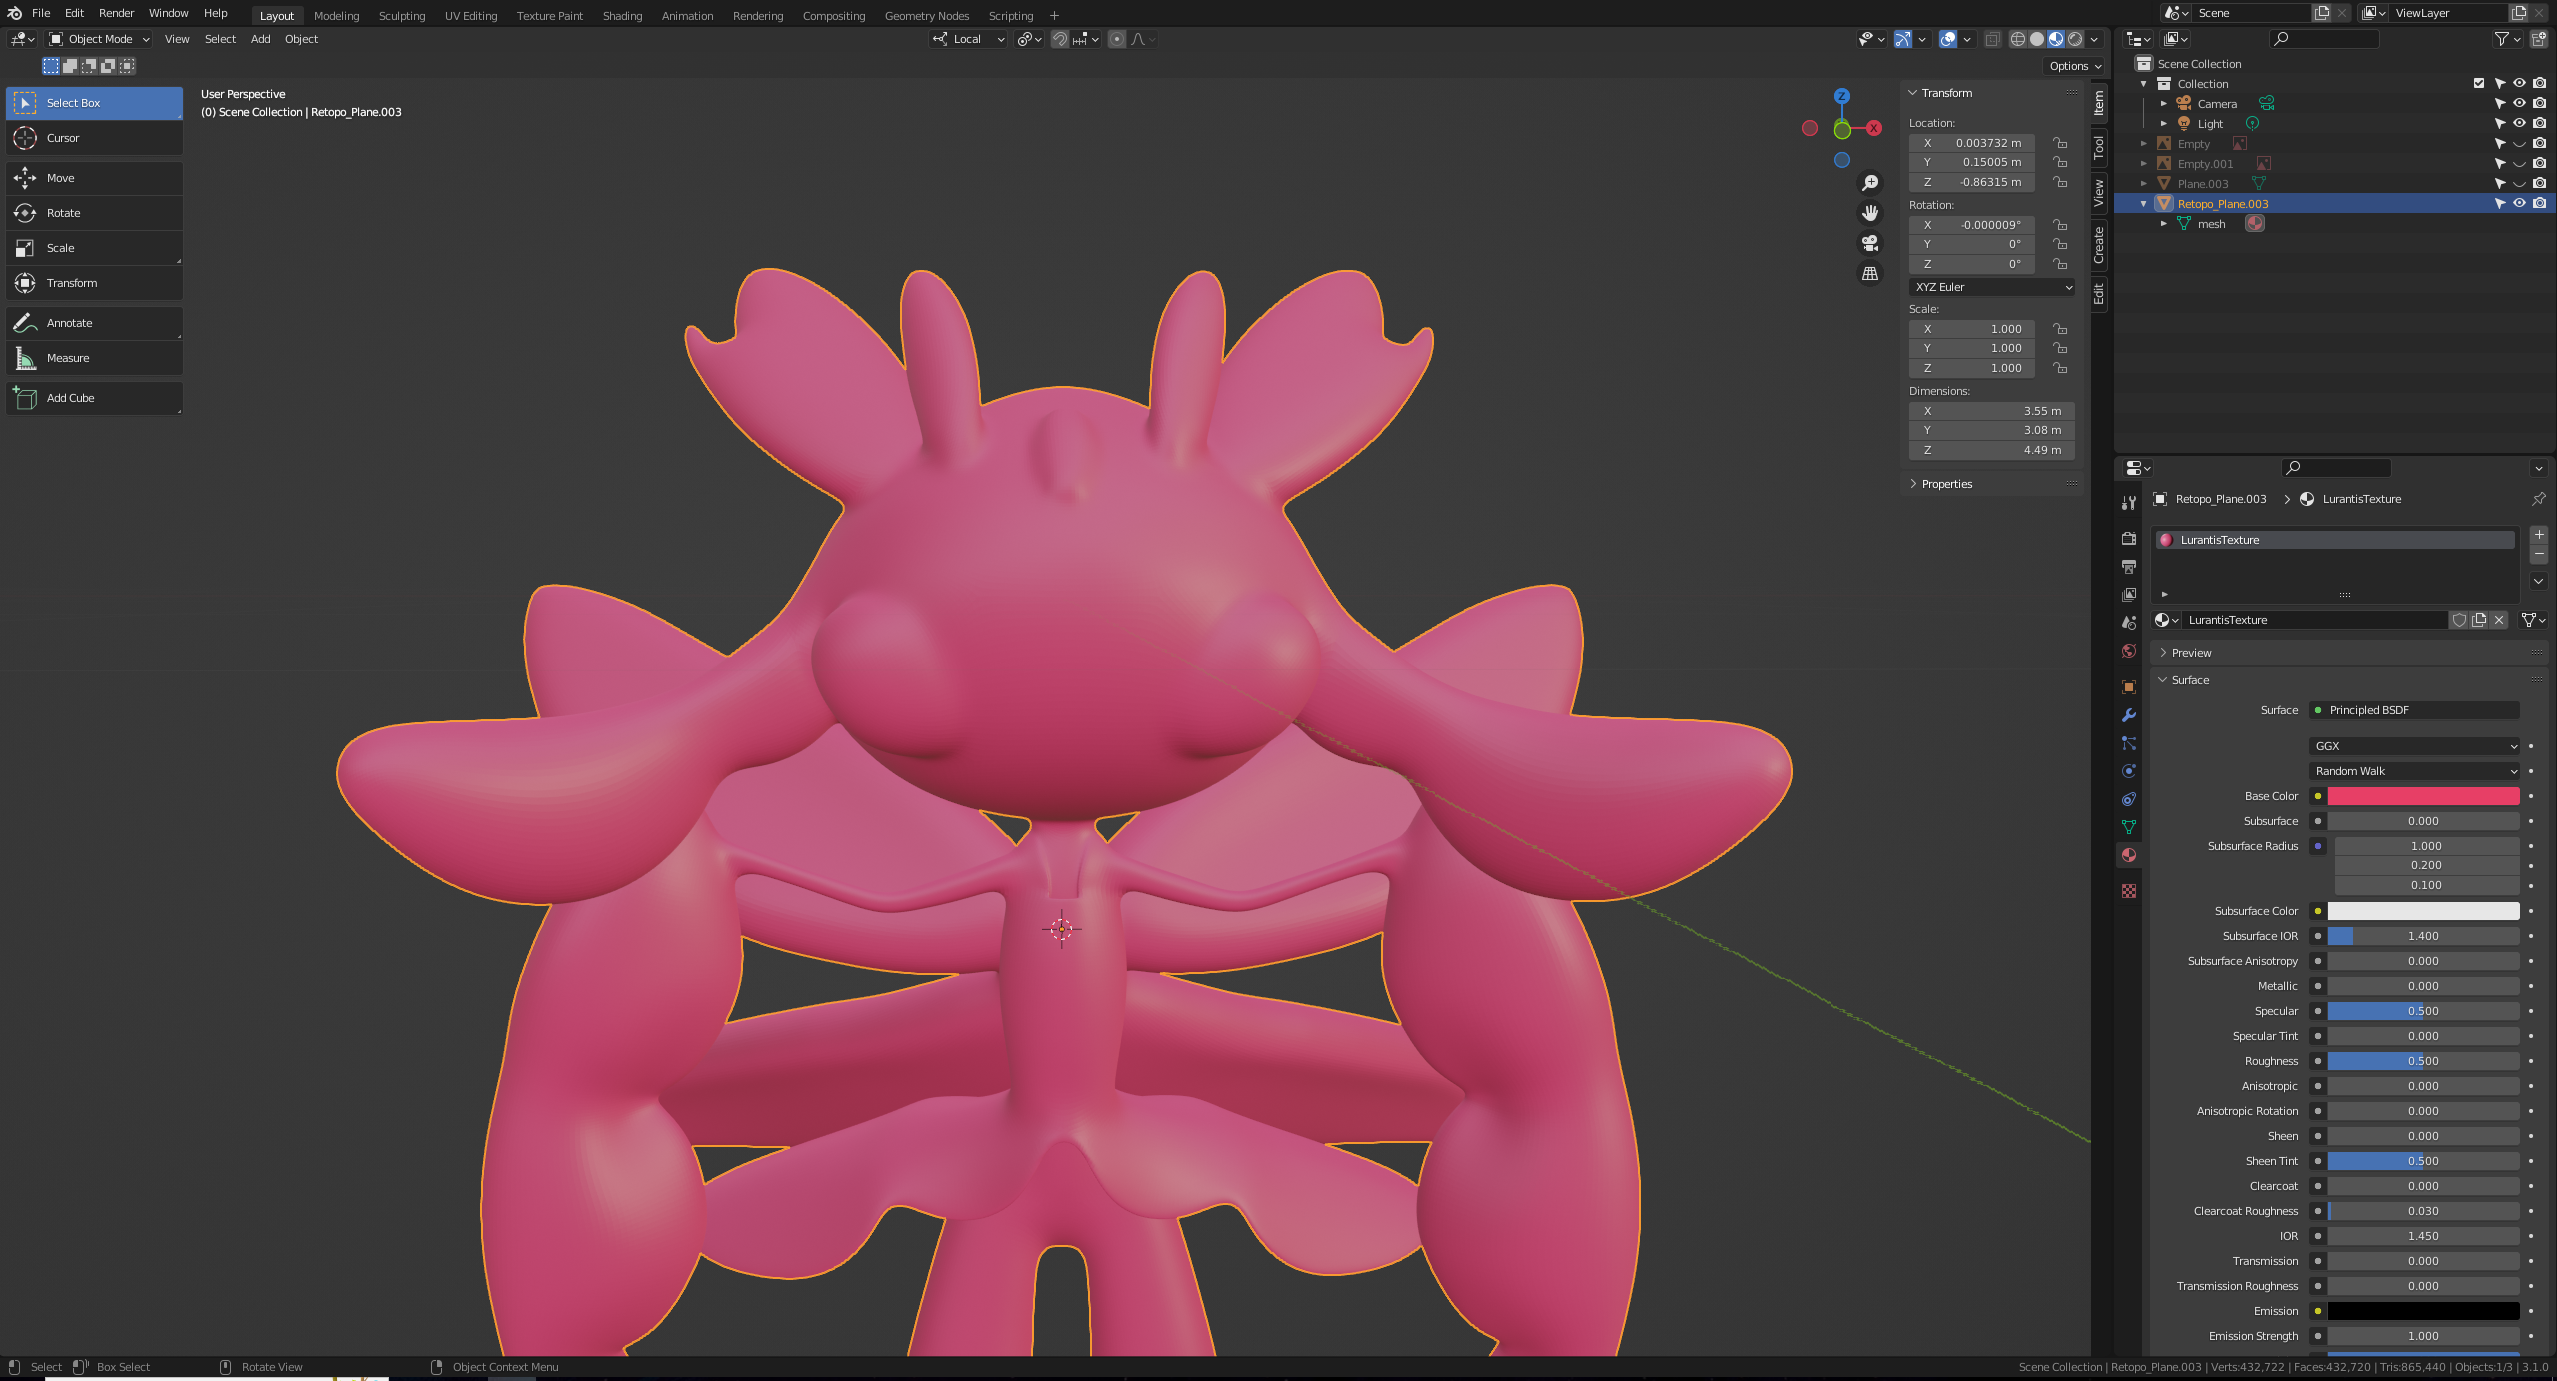 File Edit Render Window Help
Layout Modeling Sculpting UV Editing Texture Paint Shading Animation Rendering Compositing Geometry Nodes Scripting +
Scene
ViewLayer
Object Mode View Select Add Object
Local
Options
Select Box
Cursor
Move
Rotate
Scale
Transform
Annotate
Measure
Add Cube
User Perspective
(0) Scene Collection | Retopo_Plane.003
Z
X
Transform
Location:
X 0.003732 m
Y 0.15005 m
Z -0.86315 m
Rotation:
X -0.000009°
Y 0°
Z 0°
XYZ Euler
Scale:
X 1.000
Y 1.000
Z 1.000
Dimensions:
X 3.55 m
Y 3.08 m
Z 4.49 m
Properties
Item
Tool
View
Create
Edit
Scene Collection
Collection
Camera
Light
Empty
Empty.001
Plane.003
Retopo_Plane.003
mesh
Retopo_Plane.003 > LurantisTexture
LurantisTexture
LurantisTexture
Preview
Surface
Surface Principled BSDF
GGX
Random Walk
Base Color
Subsurface 0.000
Subsurface Radius 1.000
0.200
0.100
Subsurface Color
Subsurface IOR 1.400
Subsurface Anisotropy 0.000
Metallic 0.000
Specular 0.500
Specular Tint 0.000
Roughness 0.500
Anisotropic 0.000
Anisotropic Rotation 0.000
Sheen 0.000
Sheen Tint 0.500
Clearcoat 0.000
Clearcoat Roughness 0.030
IOR 1.450
Transmission 0.000
Transmission Roughness 0.000
Emission
Emission Strength 1.000
Select Box Select Rotate View Object Context Menu
Scene Collection | Retopo_Plane.003 | Verts:432,722 | Faces:432,720 | Tris:865,440 | Objects:1/3 | 3.1.0